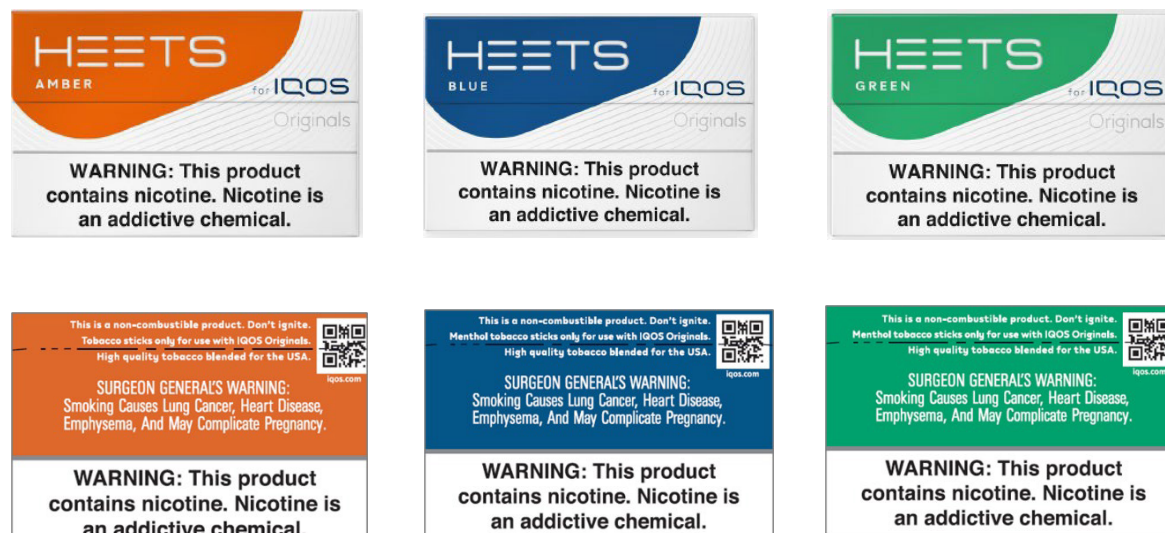 HEETS
AMBER
for IQOS
Originals
WARNING: This product
contains nicotine. Nicotine is
an addictive chemical.
HEETS
BLUE
for IQOS
Originals
WARNING: This product
contains nicotine. Nicotine is
an addictive chemical.
HEETS
GREEN
for IQOS
Originals
WARNING: This product
contains nicotine. Nicotine is
an addictive chemical.
This is a non-combustible product. Don't ignite.
Tobacco sticks only for use with IQOS Originals.
High quality tobacco blended for the USA.
iqos.com
SURGEON GENERAL'S WARNING:
Smoking Causes Lung Cancer, Heart Disease,
Emphysema, And May Complicate Pregnancy.
WARNING: This product
contains nicotine. Nicotine is
an addictive chemical.
This is a non-combustible product. Don't ignite.
Menthol tobacco sticks only for use with IQOS Originals.
High quality tobacco blended for the USA.
iqos.com
SURGEON GENERAL'S WARNING:
Smoking Causes Lung Cancer, Heart Disease,
Emphysema, And May Complicate Pregnancy.
WARNING: This product
contains nicotine. Nicotine is
an addictive chemical.
This is a non-combustible product. Don't ignite.
Menthol tobacco sticks only for use with IQOS Originals.
High quality tobacco blended for the USA.
iqos.com
SURGEON GENERAL'S WARNING:
Smoking Causes Lung Cancer, Heart Disease,
Emphysema, And May Complicate Pregnancy.
WARNING: This product
contains nicotine. Nicotine is
an addictive chemical.